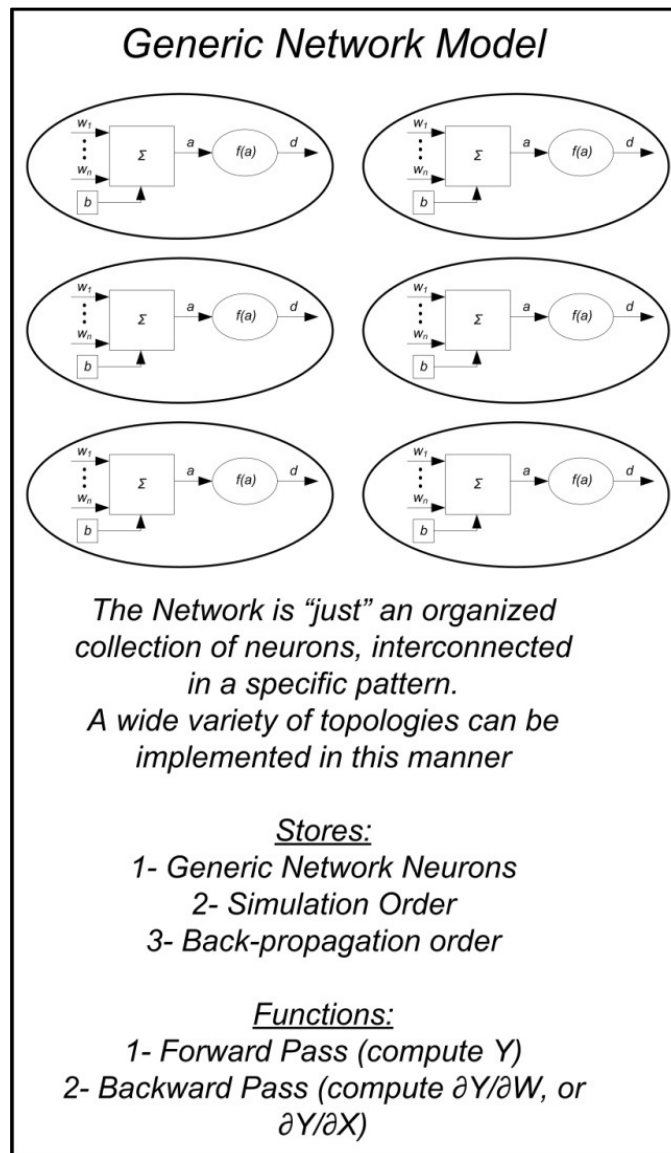 Generic Network Model
w1
wn
b
Σ
a
f(a)
d
w1
wn
b
Σ
a
f(a)
d
w1
wn
b
Σ
a
f(a)
d
w1
wn
b
Σ
a
f(a)
d
w1
wn
b
Σ
a
f(a)
d
w1
wn
b
Σ
a
f(a)
d
The Network is “just” an organized
collection of neurons, interconnected
in a specific pattern.
A wide variety of topologies can be
implemented in this manner
Stores:
1- Generic Network Neurons
2- Simulation Order
3- Back-propagation order
Functions:
1- Forward Pass (compute Y)
2- Backward Pass (compute ∂Y/∂W, or
∂Y/∂X)